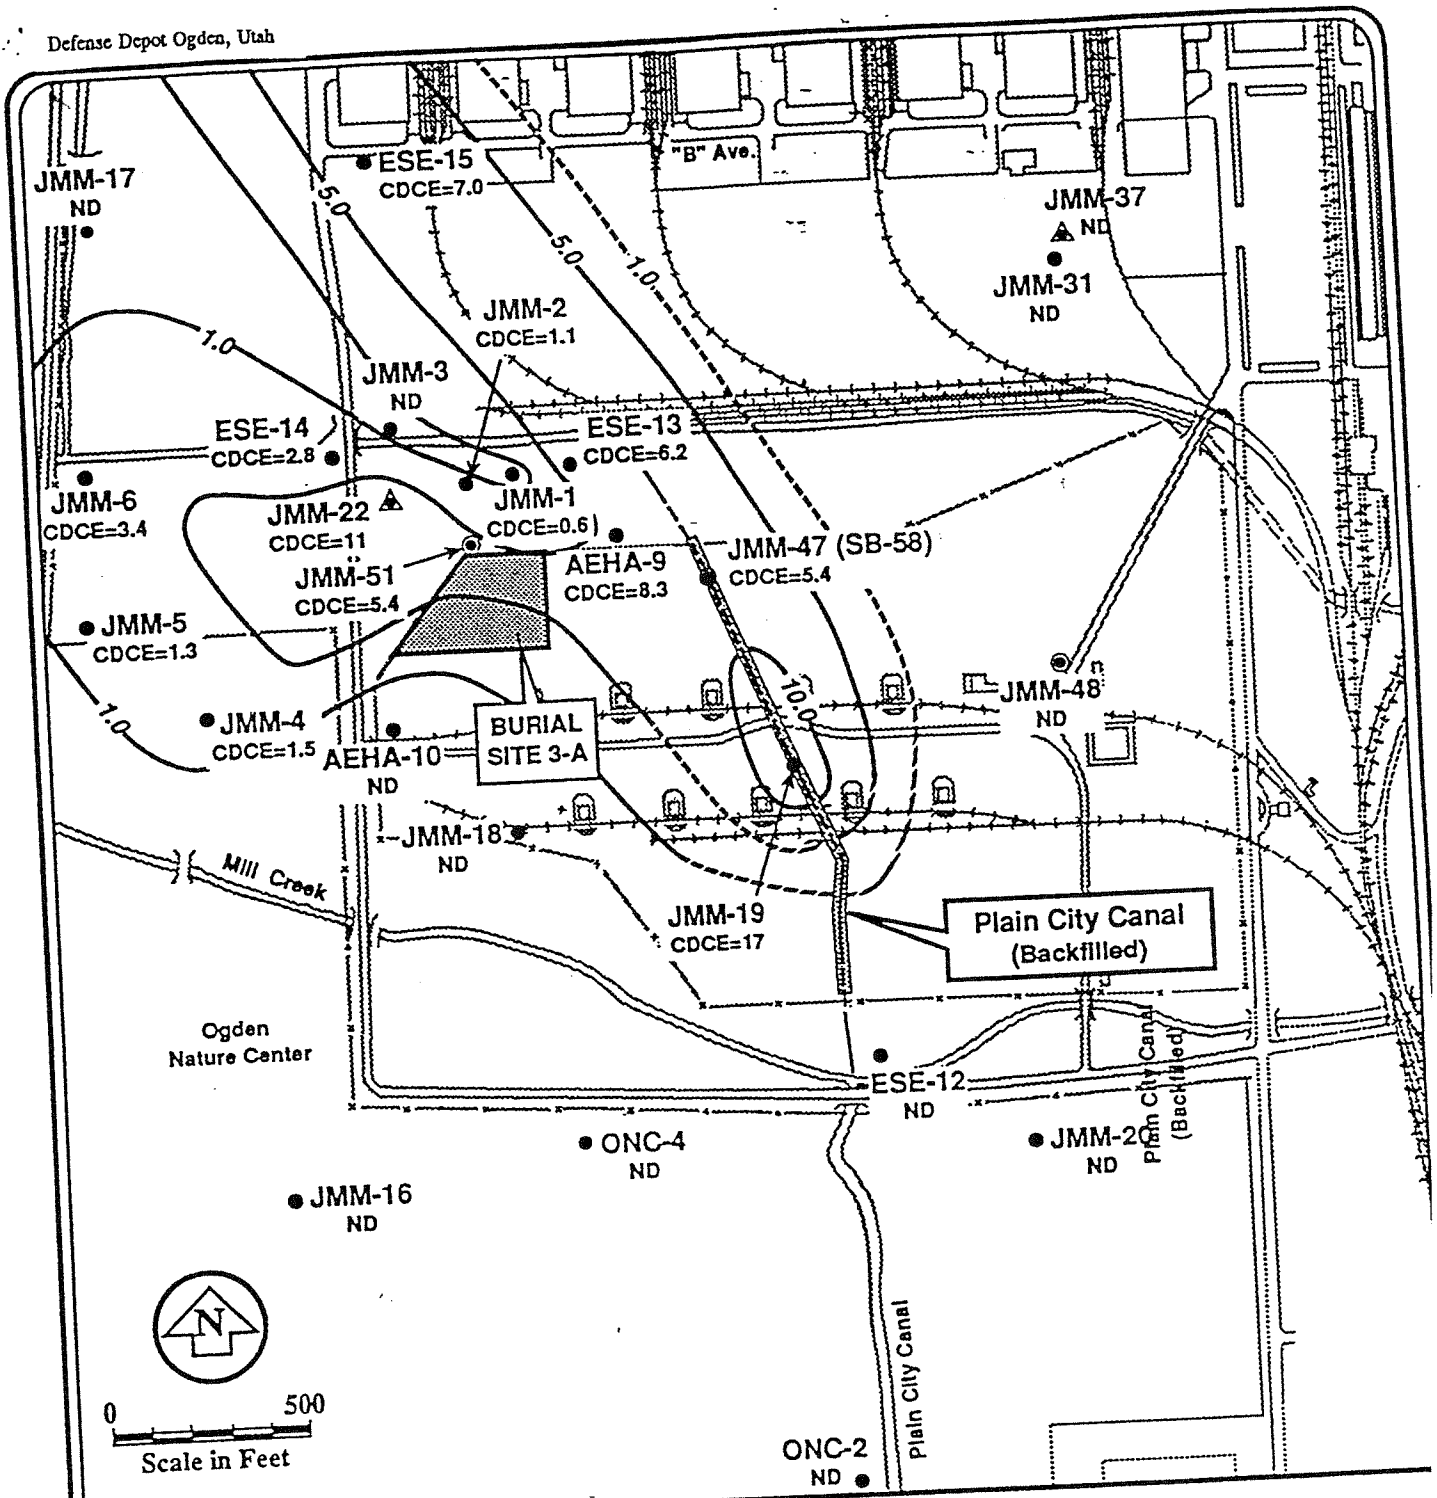 Defense Depot Ogden, Utah
"B" Ave.
ESE-15
CDCE=7.0
JMM-17
ND
5.0
5.0
1.0
JMM-37
ND
JMM-31
ND
JMM-2
CDCE=1.1
1.0
JMM-3
ND
ESE-14
CDCE=2.8
ESE-13
CDCE=6.2
JMM-6
CDCE=3.4
JMM-1
CDCE=0.6
JMM-22
CDCE=11
JMM-47 (SB-58)
CDCE=5.4
AEHA-9
CDCE=8.3
JMM-51
CDCE=5.4
JMM-5
CDCE=1.3
10.0
JMM-48
ND
1.0
JMM-4
CDCE=1.5
BURIAL
SITE 3-A
AEHA-10
ND
JMM-18
ND
Mill Creek
JMM-19
CDCE=17
Plain City Canal
(Backfilled)
Ogden
Nature Center
Plain City Canal
(Backfilled)
ESE-12
ND
ONC-4
ND
JMM-20
ND
JMM-16
ND
N
0 500
Scale in Feet
Plain City Canal
ONC-2
ND